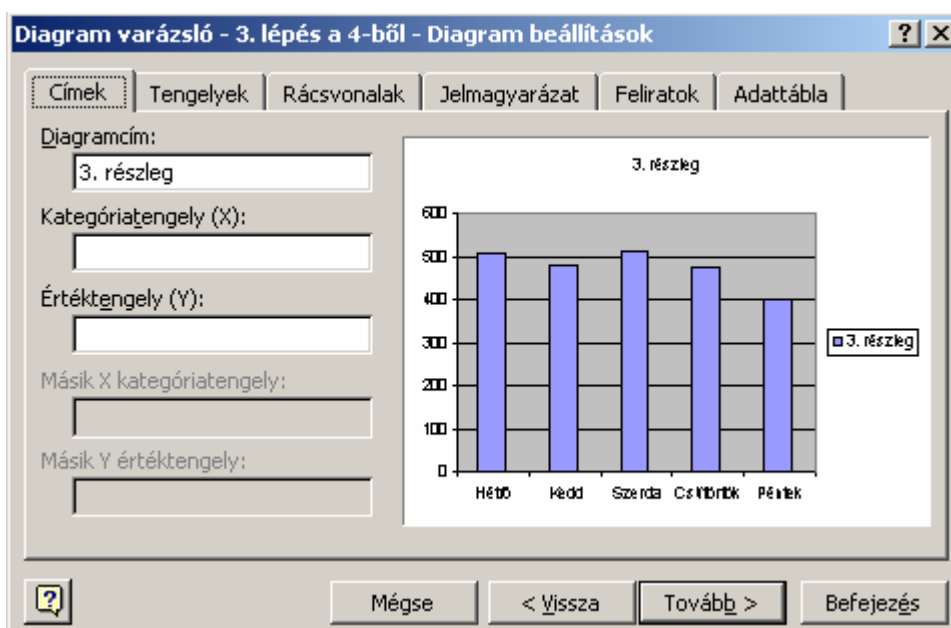 Diagram varázsló - 3. lépés a 4-ből - Diagram beállítások
Címek
Tengelyek
Rácsvonalak
Jelmagyarázat
Feliratok
Adattábla
Diagramcím:
3. részleg
Kategóriatengely (X):
Értéktengely (Y):
Másik X kategóriatengely:
Másik Y értéktengely:
3. részleg
600
500
400
300
200
100
0
Hétfő
Kedd
Szerda
Csütörtök
Péntek
3. részleg
Mégse
< Vissza
Tovább >
Befejezés